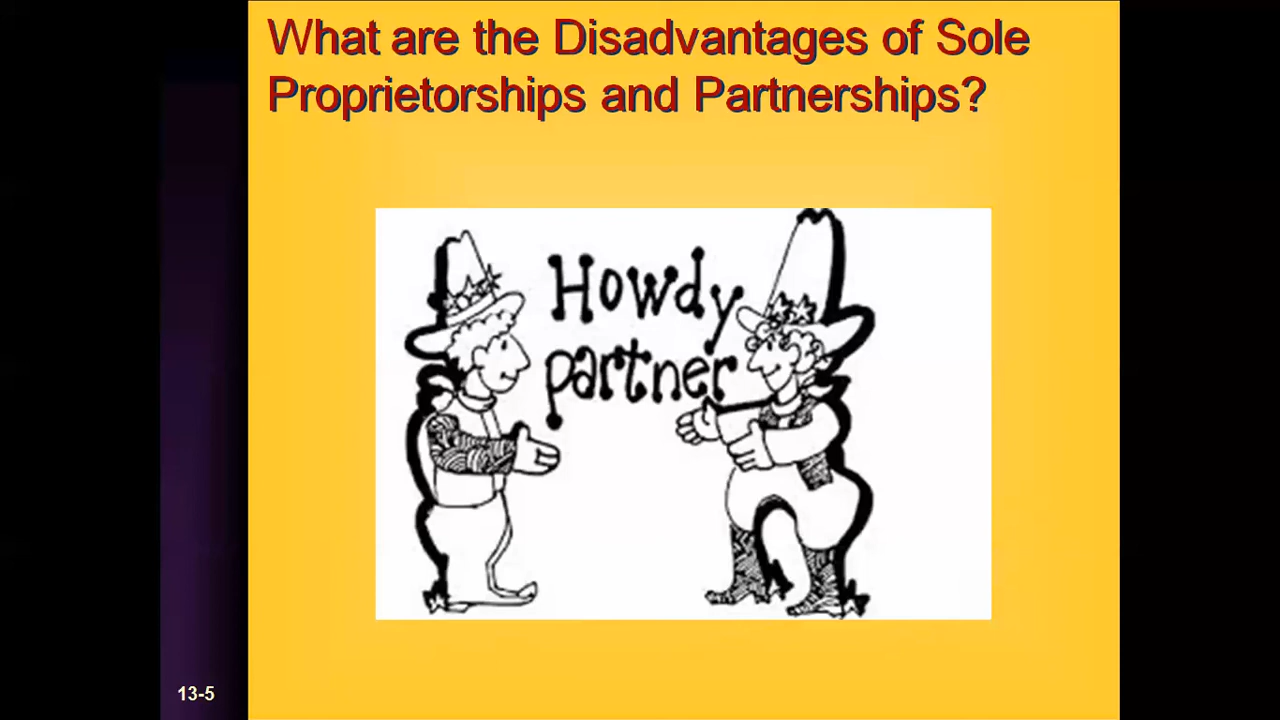 What are the Disadvantages of Sole
Proprietorships and Partnerships?
Howdy
partner
13-5